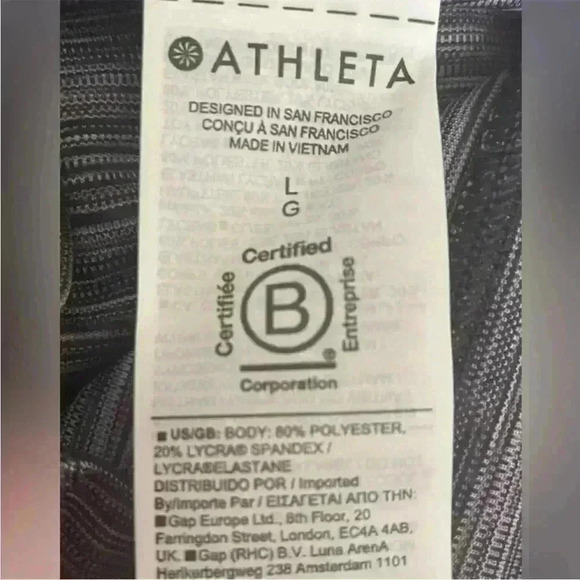 ATHLETA
DESIGNED IN SAN FRANCISCO
CONÇU À SAN FRANCISCO
MADE IN VIETNAM
L
G
Certified
Certifiée
B
Entreprise
®
Corporation
■ US/GB: BODY: 80% POLYESTER,
20% LYCRA® SPANDEX /
LYCRA®ELASTANE
DISTRIBUIDO POR / Imported
By/Importe Par / ΕΙΣΑΓΕΤΑΙ ΑΠΟ ΤΗΝ:
■Gap Europe Ltd., 8th Floor, 20
Farringdon Street, London, EC4A 4AB,
UK. ■Gap (RHC) B.V. Luna ArenA
Herikerbergweg 238 Amsterdam 1101